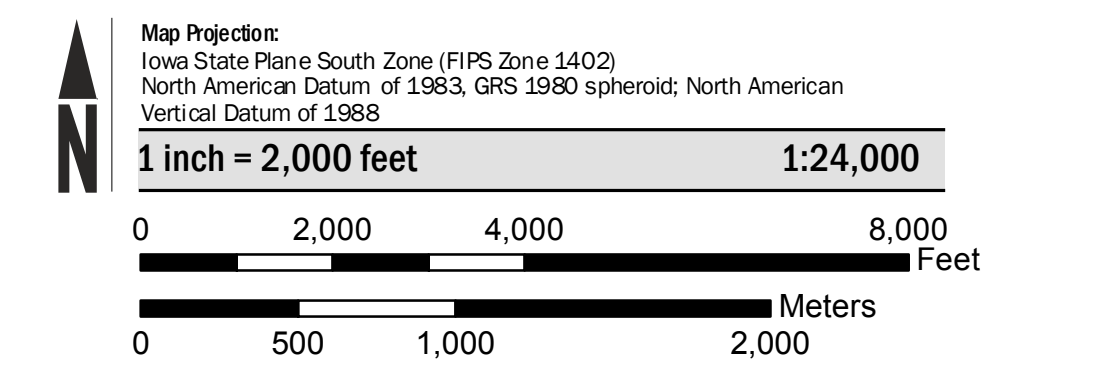 Map Projection:
Iowa State Plane South Zone (FIPS Zone 1402)
North American Datum of 1983, GRS 1980 spheroid; North American
Vertical Datum of 1988
N
1 inch = 2,000 feet 1:24,000
0 2,000 4,000 8,000
Feet
Meters
0 500 1,000 2,000